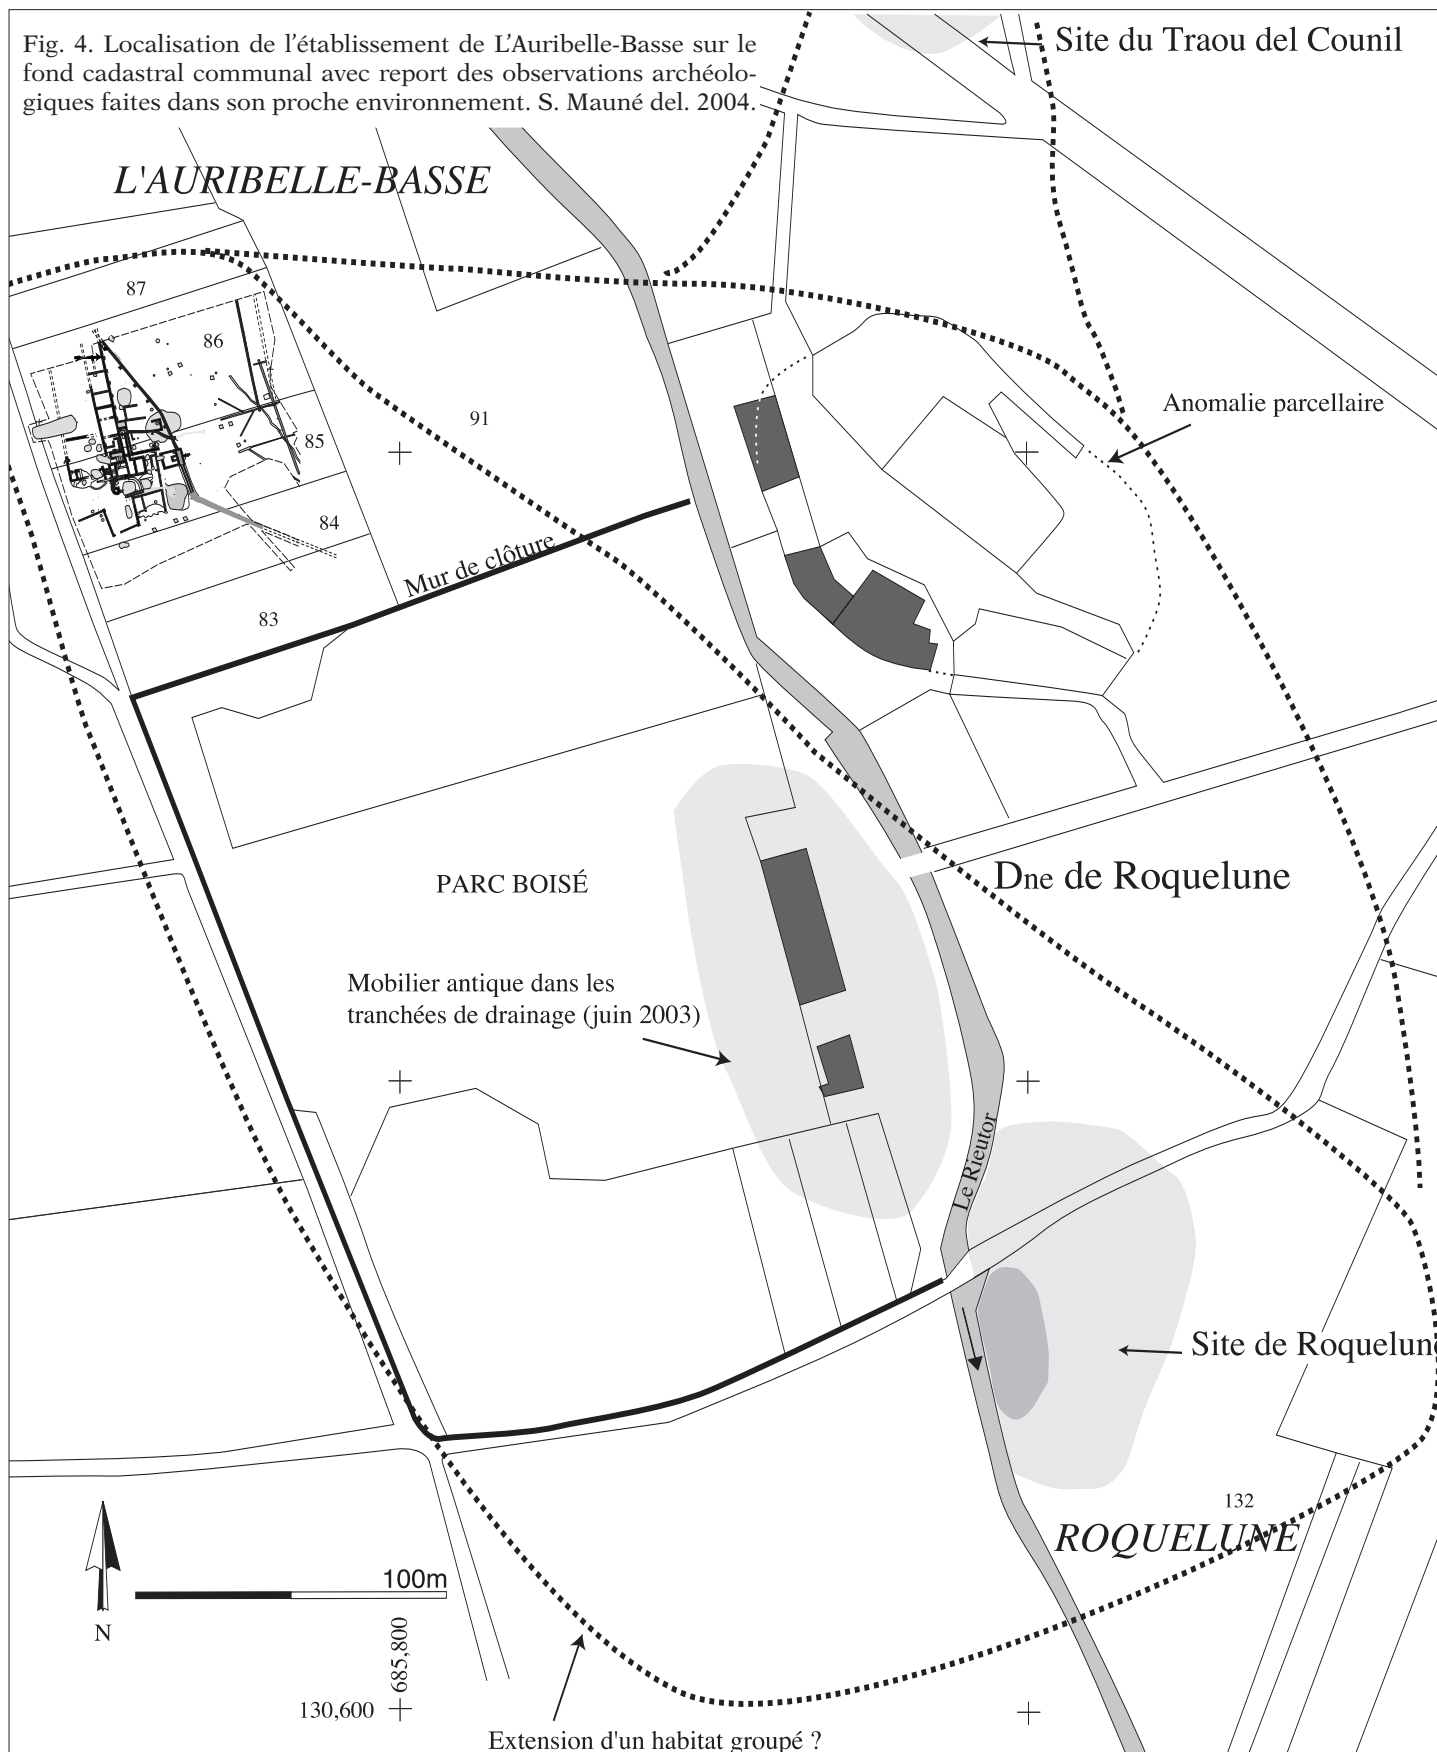 Fig. 4. Localisation de l'établissement de L'Auribelle-Basse sur le
fond cadastral communal avec report des observations archéolo-
giques faites dans son proche environnement. S. Mauné del. 2004.
Site du Traou del Counil
L'AURIBELLE-BASSE
87
86
91
85
84
83
Anomalie parcellaire
Mur de clôture
Dne de Roquelune
PARC BOISÉ
Mobilier antique dans les
tranchées de drainage (juin 2003)
Le Rieutor
Site de Roquelune
132
ROQUELUNE
100m
N
685,800
130,600
Extension d'un habitat groupé ?